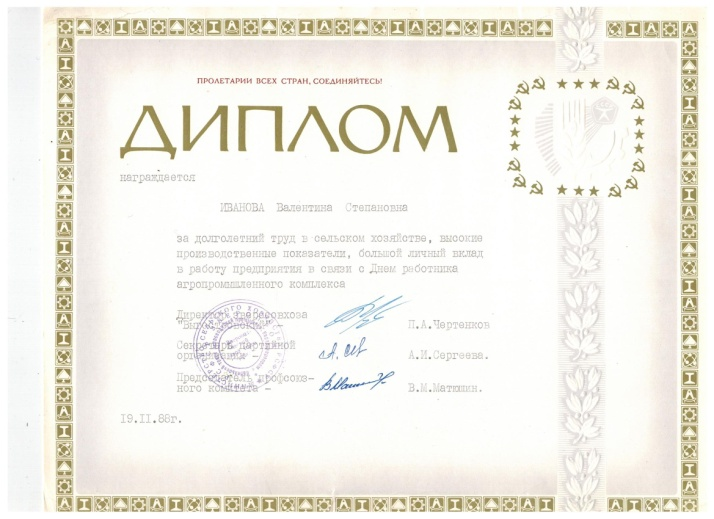 ПРОЛЕТАРИИ ВСЕХ СТРАН, СОЕДИНЯЙТЕСЬ!
ДИПЛОМ
награждается
ИВАНОВА Валентина Степановна
за долголетний труд в сельском хозяйстве, высокие
производственные показатели, большой личный вклад
в работу предприятия в связи с Днем работника
агропромышленного комплекса
Директор
П.А.Чертенков
Секретарь партийной
организации - А.И.Сергеева.
Председатель профсоюз-
ного комитета - В.М.Матюшкин.
19.II.88г.